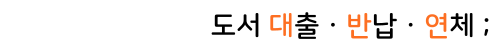 도서 대출 · 반납 · 연체 ;